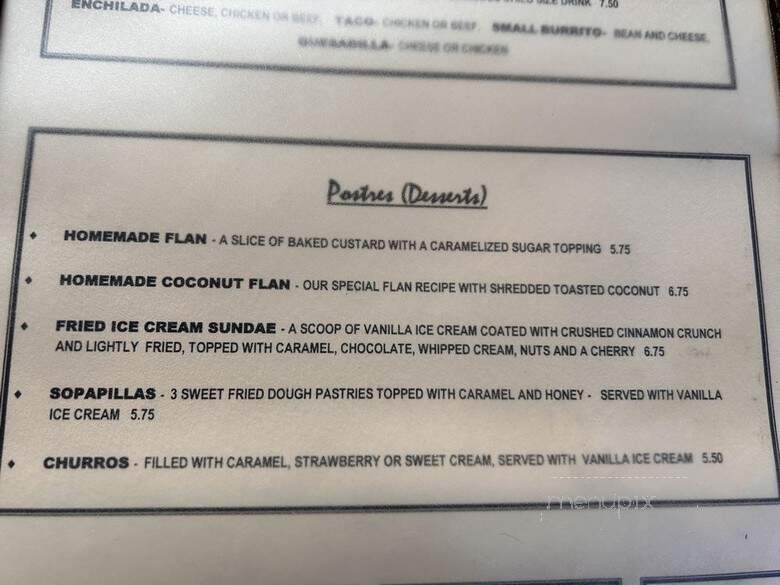 DRINK 7.50
ENCHILADA- CHEESE, CHICKEN OR BEEF, TACO- CHICKEN OR BEEF, SMALL BURRITO- BEAN AND CHEESE,
QUESADILLA- CHEESE OR CHICKEN
Postres (Desserts)
♦ HOMEMADE FLAN - A SLICE OF BAKED CUSTARD WITH A CARAMELIZED SUGAR TOPPING 5.75
♦ HOMEMADE COCONUT FLAN - OUR SPECIAL FLAN RECIPE WITH SHREDDED TOASTED COCONUT 6.75
♦ FRIED ICE CREAM SUNDAE - A SCOOP OF VANILLA ICE CREAM COATED WITH CRUSHED CINNAMON CRUNCH
AND LIGHTLY FRIED, TOPPED WITH CARAMEL, CHOCOLATE, WHIPPED CREAM, NUTS AND A CHERRY 6.75
♦ SOPAPILLAS - 3 SWEET FRIED DOUGH PASTRIES TOPPED WITH CARAMEL AND HONEY - SERVED WITH VANILLA
ICE CREAM 5.75
♦ CHURROS - FILLED WITH CARAMEL, STRAWBERRY OR SWEET CREAM, SERVED WITH VANILLA ICE CREAM 5.50
menupix